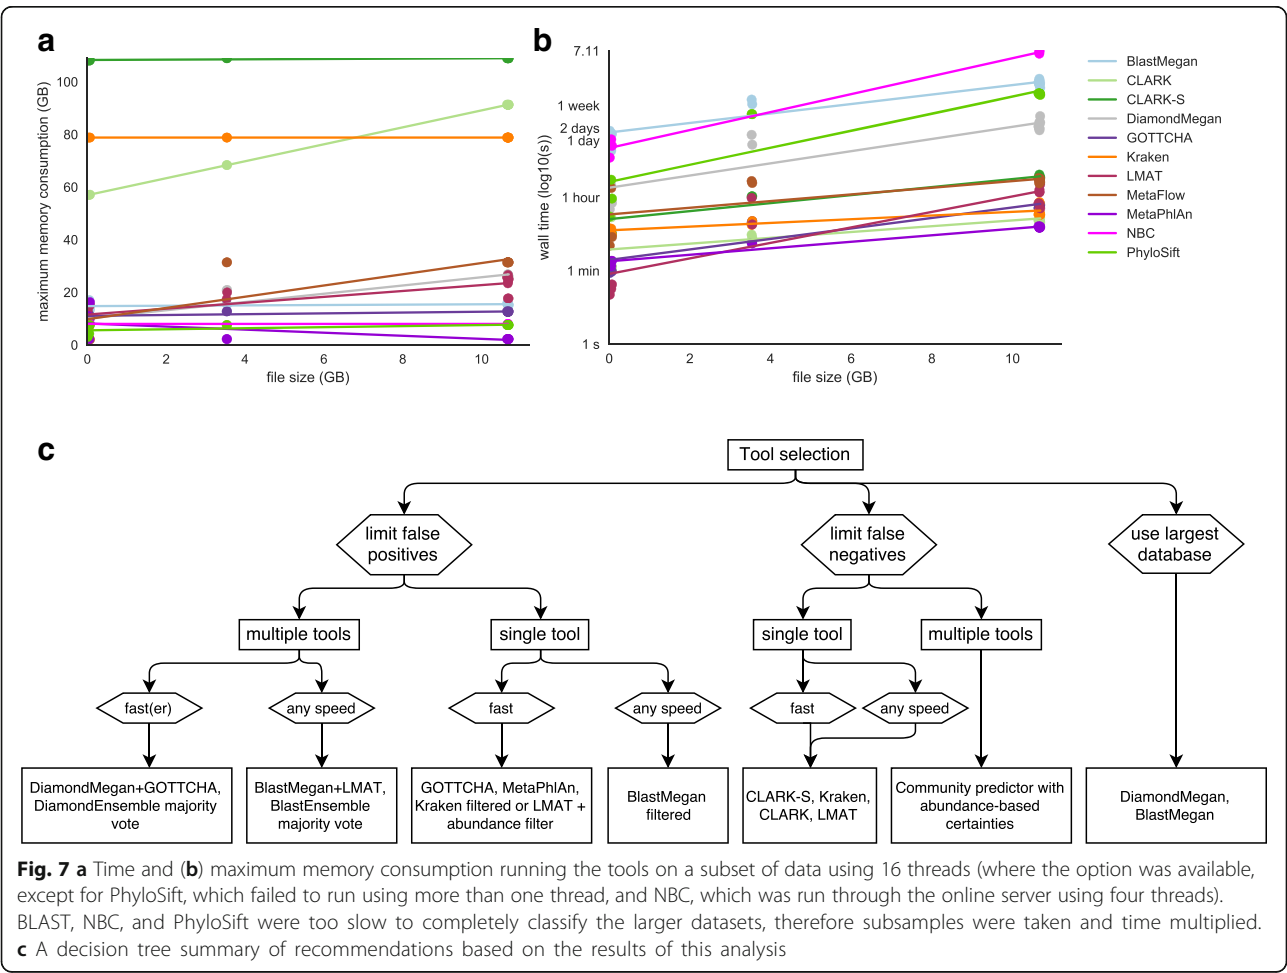 a
maximum memory consumption (GB)
100
80
60
40
20
0
0 2 4 6 8 10
file size (GB)
b
wall time (log10(s))
7.11
1 week
2 days
1 day
1 hour
1 min
1 s
0 2 4 6 8 10
file size (GB)
BlastMegan
CLARK
CLARK-S
DiamondMegan
GOTTCHA
Kraken
LMAT
MetaFlow
MetaPhlAn
NBC
PhyloSift
c
Tool selection
limit false
positives
limit false
negatives
use largest
database
multiple tools
single tool
single tool
multiple tools
fast(er)
any speed
fast
any speed
fast
any speed
DiamondMegan+GOTTCHA,
DiamondEnsemble majority
vote
BlastMegan+LMAT,
BlastEnsemble
majority vote
GOTTCHA, MetaPhlAn,
Kraken filtered or LMAT +
abundance filter
BlastMegan
filtered
CLARK-S, Kraken,
CLARK, LMAT
Community predictor with
abundance-based
certainties
DiamondMegan,
BlastMegan
Fig. 7 a Time and (b) maximum memory consumption running the tools on a subset of data using 16 threads (where the option was available,
except for PhyloSift, which failed to run using more than one thread, and NBC, which was run through the online server using four threads).
BLAST, NBC, and PhyloSift were too slow to completely classify the larger datasets, therefore subsamples were taken and time multiplied.
c A decision tree summary of recommendations based on the results of this analysis